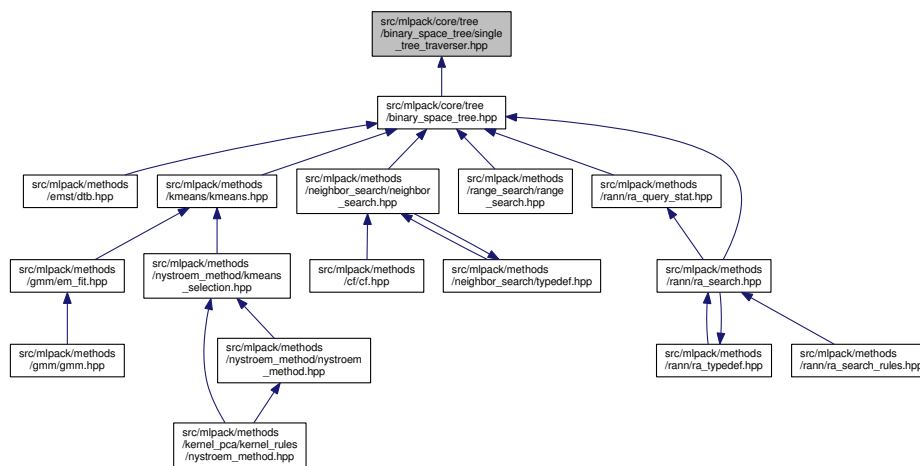 src/mlpack/core/tree
/binary_space_tree/single
_tree_traverser.hpp
src/mlpack/core/tree
/binary_space_tree.hpp
src/mlpack/methods
/emst/dtb.hpp
src/mlpack/methods
/kmeans/kmeans.hpp
src/mlpack/methods
/neighbor_search/neighbor
_search.hpp
src/mlpack/methods
/range_search/range
_search.hpp
src/mlpack/methods
/rann/ra_query_stat.hpp
src/mlpack/methods
/gmm/em_fit.hpp
src/mlpack/methods
/nystroem_method/kmeans
_selection.hpp
src/mlpack/methods
/cf/cf.hpp
src/mlpack/methods
/neighbor_search/typedef.hpp
src/mlpack/methods
/rann/ra_search.hpp
src/mlpack/methods
/gmm/gmm.hpp
src/mlpack/methods
/nystroem_method/nystroem
_method.hpp
src/mlpack/methods
/rann/ra_typedef.hpp
src/mlpack/methods
/rann/ra_search_rules.hpp
src/mlpack/methods
/kernel_pca/kernel_rules
/nystroem_method.hpp